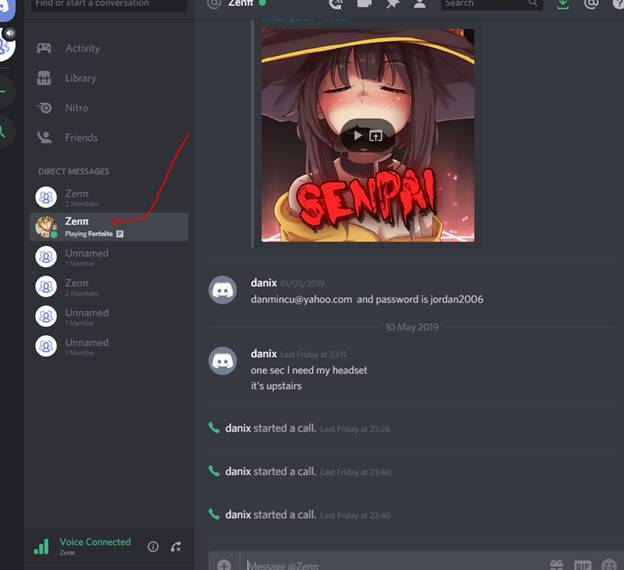 Find or start a conversation
Activity
Library
Nitro
Friends
DIRECT MESSAGES
Zenπ
2 Members
Zenπ
Playing Fortnite
Unnamed
1 Member
Zenπ
2 Members
Unnamed
1 Member
Unnamed
1 Member
Voice Connected
Zenπ
@ Zenπ
Search
SENPAI
danix 01/05/2019
danmincu@yahoo.com and password is jordan2006
10 May 2019
danix Last Friday at 23:11
one sec I need my headset
it's upstairs
danix started a call. Last Friday at 23:26
danix started a call. Last Friday at 23:40
danix started a call. Last Friday at 23:40
Message @Zenπ
GIF